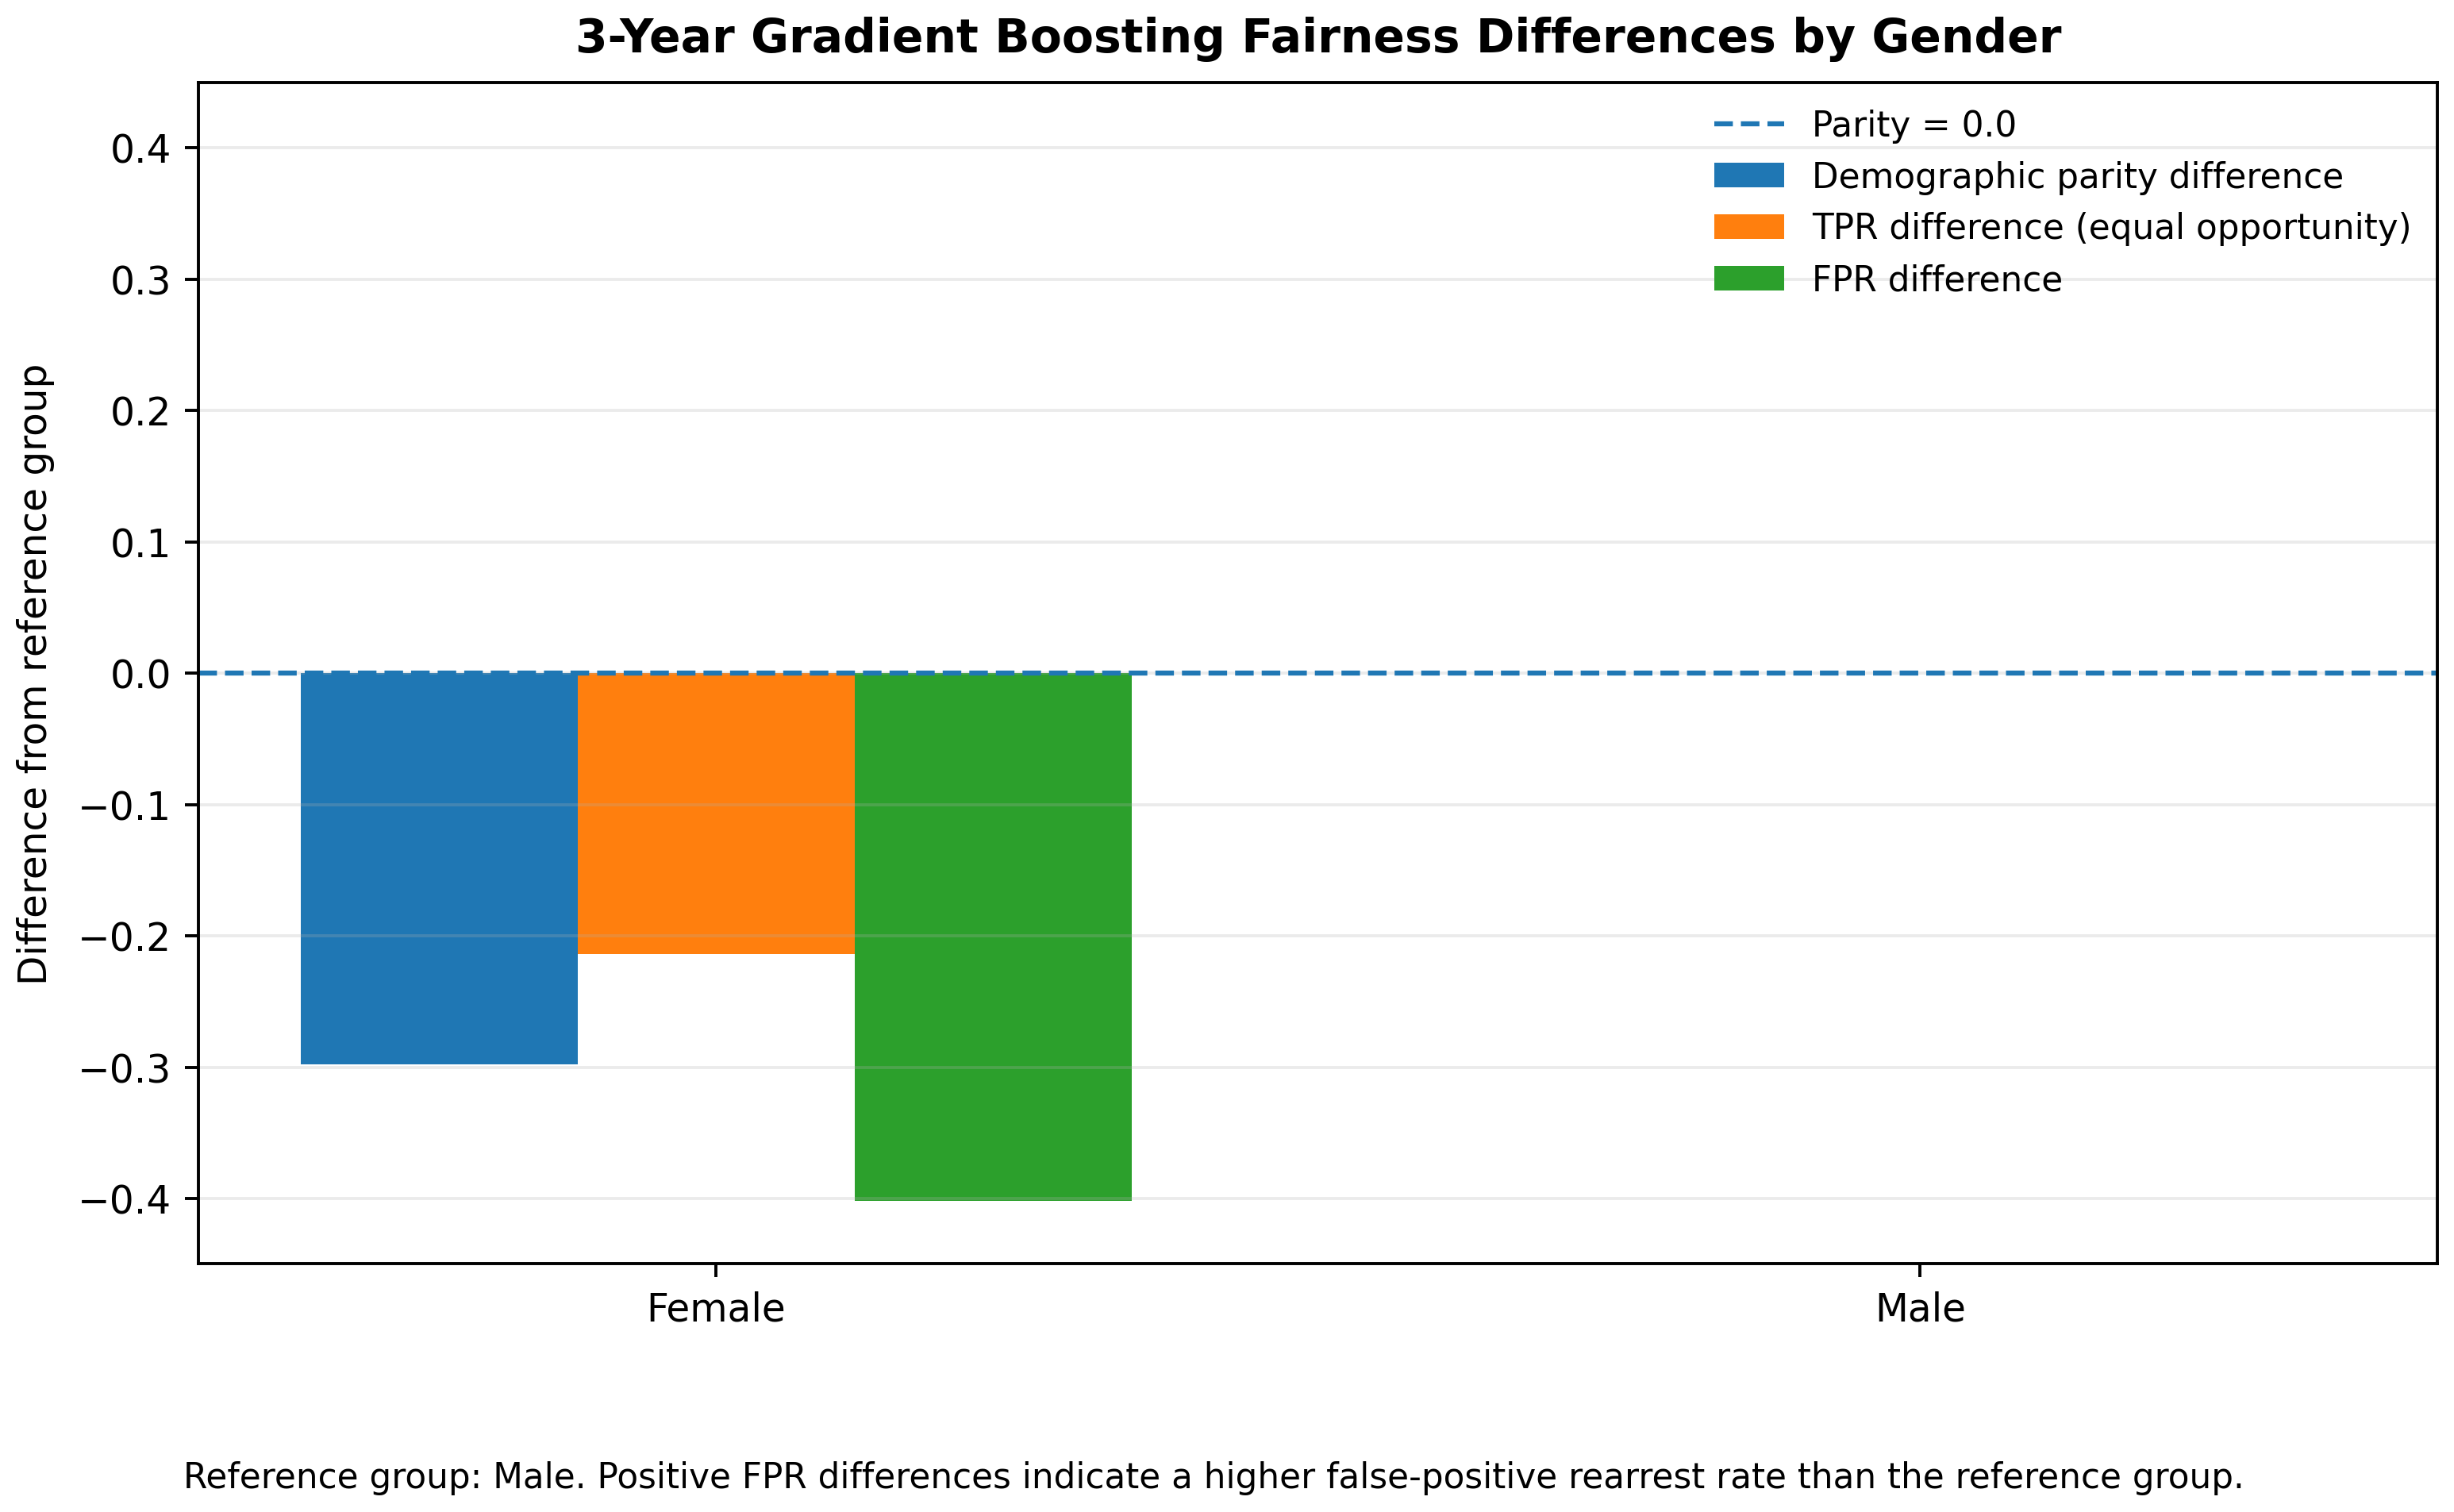 3-Year Gradient Boosting Fairness Differences by Gender
Parity = 0.0
Demographic parity difference
TPR difference (equal opportunity)
FPR difference
Difference from reference group
0.4
0.3
0.2
0.1
0.0
−0.1
−0.2
−0.3
−0.4
Female
Male
Reference group: Male. Positive FPR differences indicate a higher false-positive rearrest rate than the reference group.